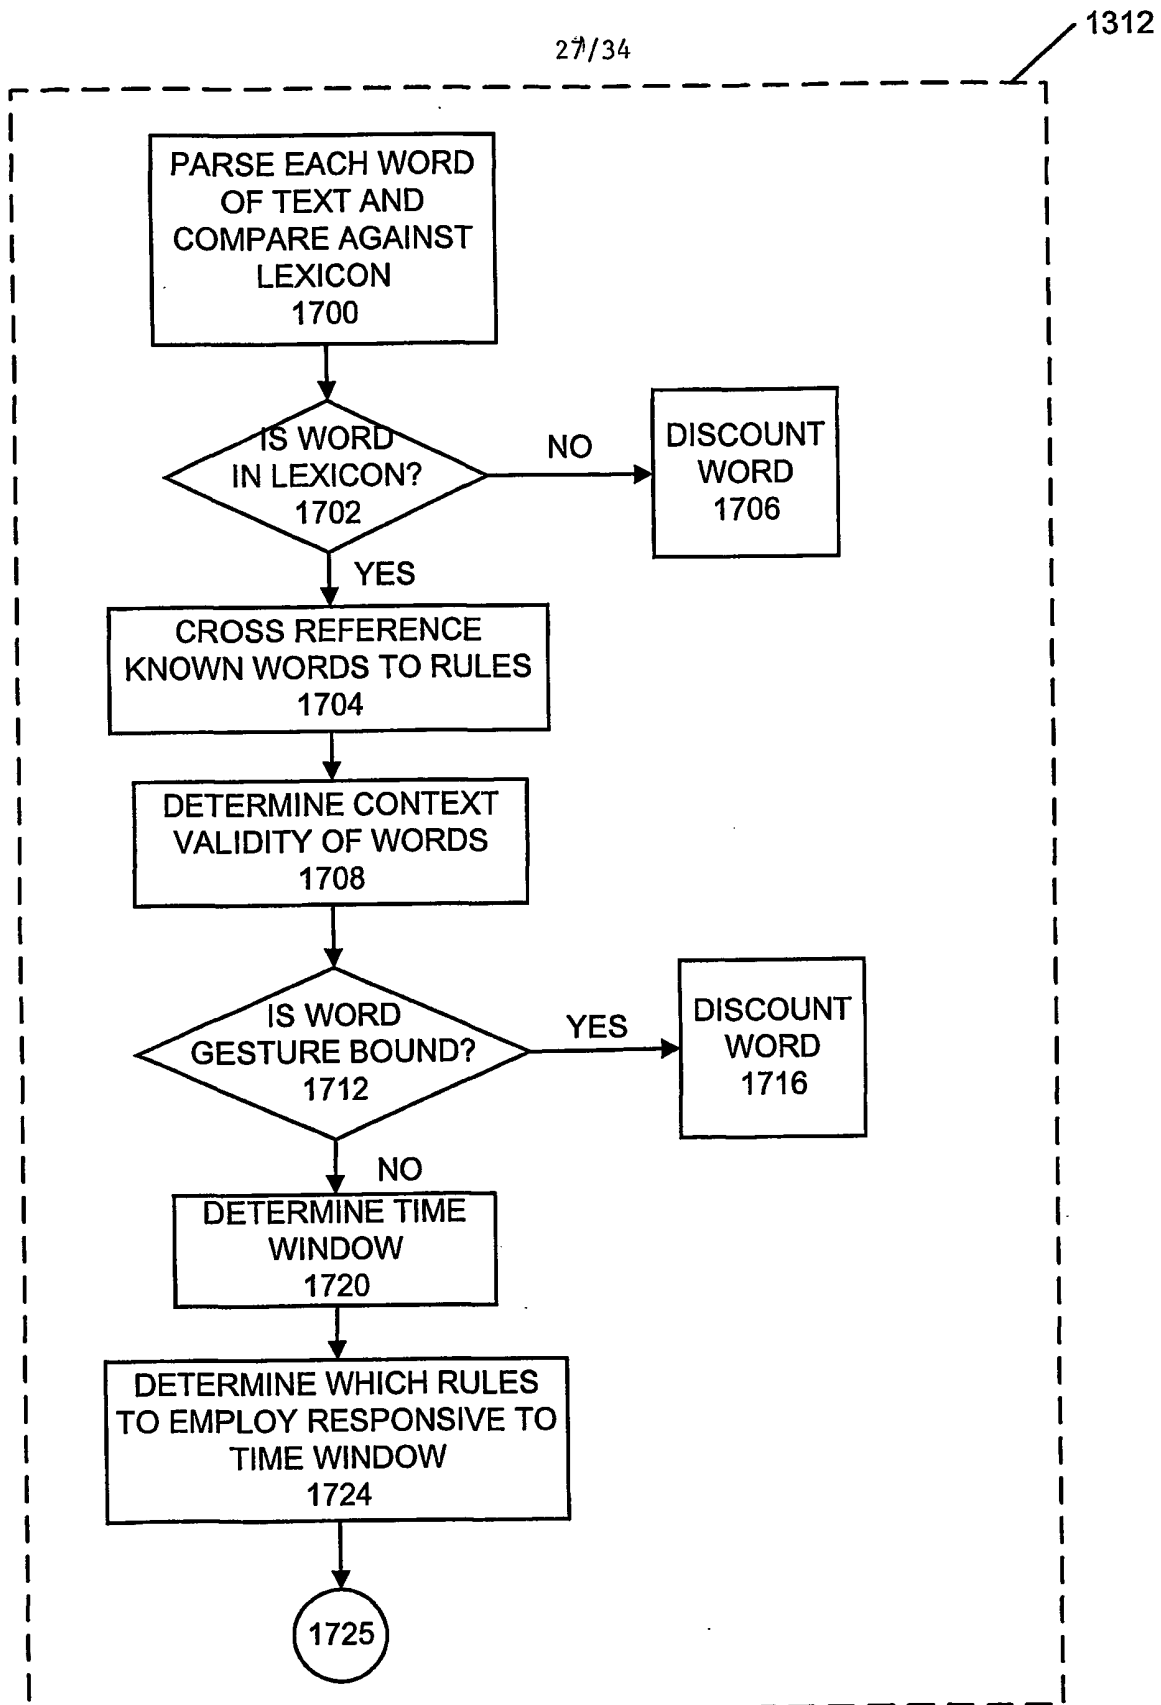 1312
27/34
PARSE EACH WORD
OF TEXT AND
COMPARE AGAINST
LEXICON
1700
IS WORD
IN LEXICON?
1702
NO
DISCOUNT
WORD
1706
YES
CROSS REFERENCE
KNOWN WORDS TO RULES
1704
DETERMINE CONTEXT
VALIDITY OF WORDS
1708
IS WORD
GESTURE BOUND?
1712
YES
DISCOUNT
WORD
1716
NO
DETERMINE TIME
WINDOW
1720
DETERMINE WHICH RULES
TO EMPLOY RESPONSIVE TO
TIME WINDOW
1724
1725